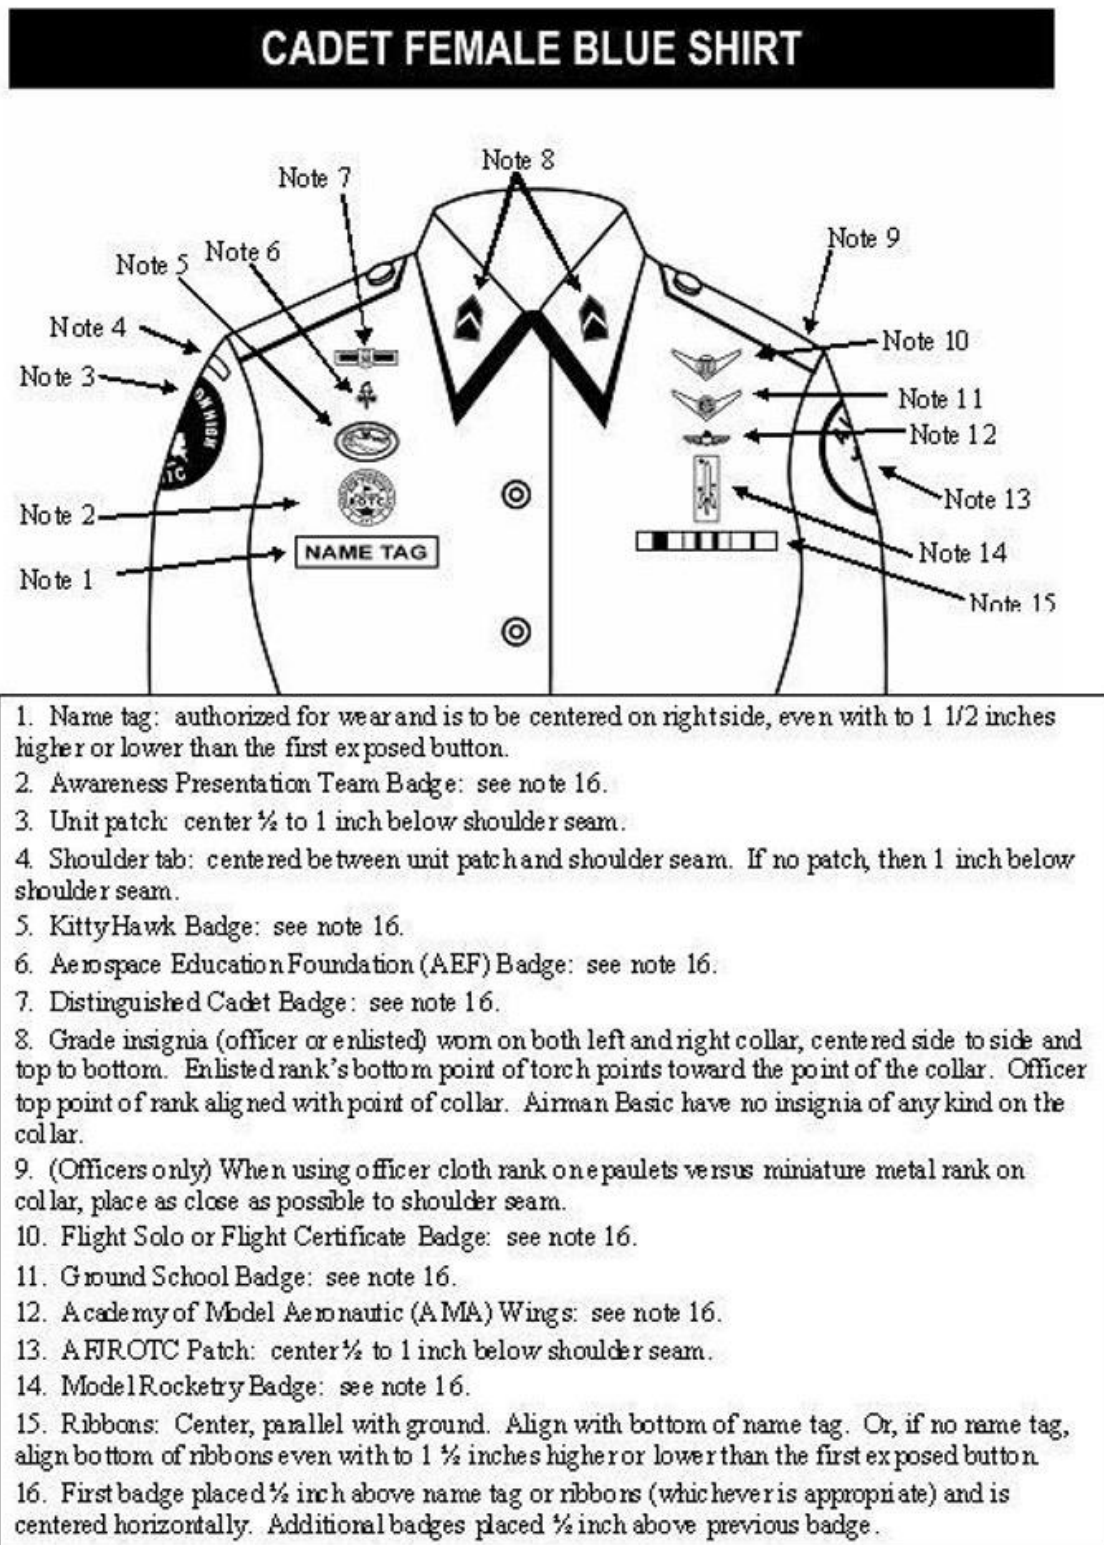 CADET FEMALE BLUE SHIRT
Note 8
Note 7
Note 9
Note 6
Note 5
Note 4
Note 10
Note 3
Note 11
Note 12
Note 13
Note 2
NAME TAG
Note 14
Note 1
Note 15
1. Name tag: authorized for wear and is to be centered on right side, even with to 1 1/2 inches
higher or lower than the first exposed button.
2. Awareness Presentation Team Badge: see note 16.
3. Unit patch: center ½ to 1 inch below shoulder seam.
4. Shoulder tab: centered between unit patch and shoulder seam. If no patch, then 1 inch below
shoulder seam.
5. Kitty Hawk Badge: see note 16.
6. Aerospace Education Foundation (AEF) Badge: see note 16.
7. Distinguished Cadet Badge: see note 16.
8. Grade insignia (officer or enlisted) worn on both left and right collar, centered side to side and
top to bottom. Enlisted rank's bottom point of torch points toward the point of the collar. Officer
top point of rank aligned with point of collar. Airman Basic have no insignia of any kind on the
collar.
9. (Officers only) When using officer cloth rank on epaulets versus miniature metal rank on
collar, place as close as possible to shoulder seam.
10. Flight Solo or Flight Certificate Badge: see note 16.
11. Ground School Badge: see note 16.
12. Academy of Model Aeronautic (AMA) Wings: see note 16.
13. AFJROTC Patch: center ½ to 1 inch below shoulder seam.
14. Model Rocketry Badge: see note 16.
15. Ribbons: Center, parallel with ground. Align with bottom of name tag. Or, if no name tag,
align bottom of ribbons even with to 1 ½ inches higher or lower than the first exposed button
16. First badge placed ½ inch above name tag or ribbons (whichever is appropriate) and is
centered horizontally. Additional badges placed ½ inch above previous badge.